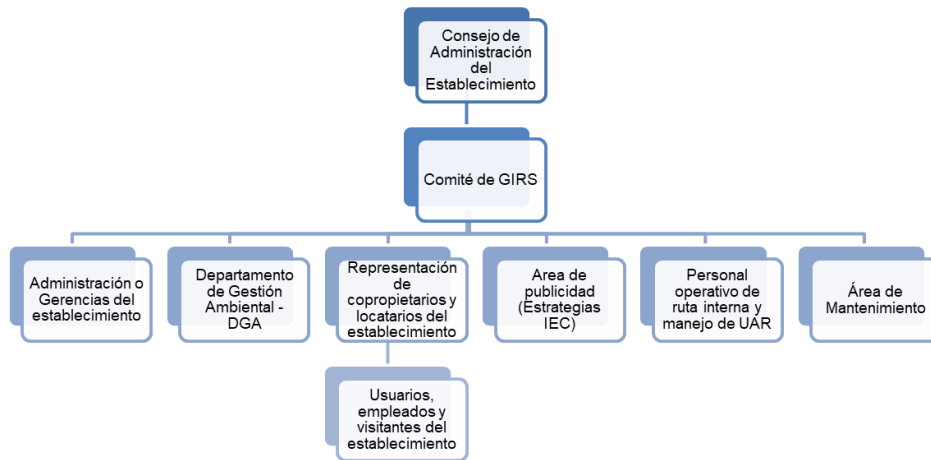 Consejo de
Administración
del
Establecimiento
Comité de GIRS
Administración o
Gerencias del
establecimiento
Departamento
de Gestión
Ambiental -
DGA
Representación
de
copropietarios y
locatarios del
establecimiento
Area de
publicidad
(Estrategias
IEC)
Personal
operativo de
ruta interna y
manejo de UAR
Área de
Mantenimiento
Usuarios,
empleados y
visitantes del
establecimiento